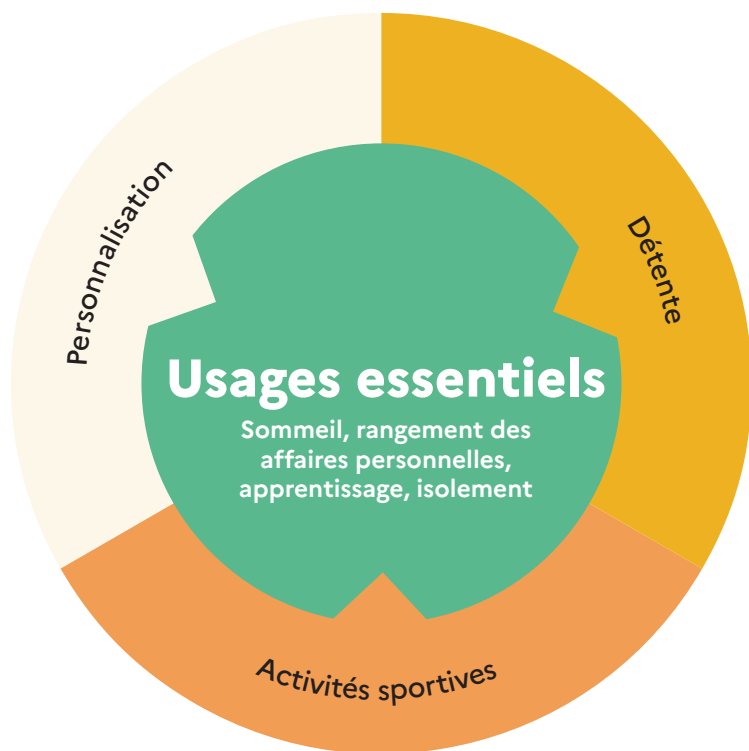 Personnalisation
Détente
Usages essentiels
Sommeil, rangement des
affaires personnelles,
apprentissage, isolement
Activités sportives